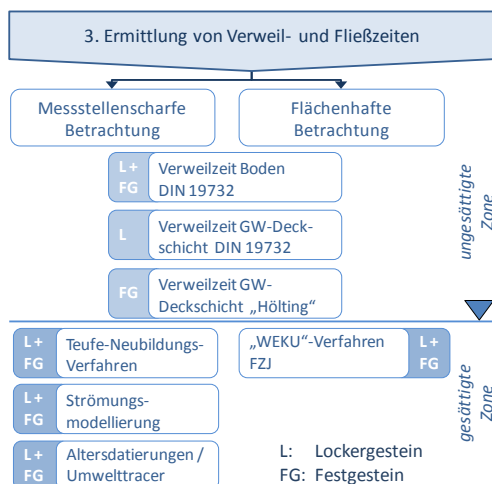 3. Ermittlung von Verweil- und Fließzeiten
Messstellenscharfe
Betrachtung
Flächenhafte
Betrachtung
L +
FG
Verweilzeit Boden
DIN 19732
L
Verweilzeit GW-Deck-
schicht DIN 19732
FG
Verweilzeit GW-
Deckschicht „Hölting“
ungesättigte
Zone
L +
FG
Teufe-Neubildungs-
Verfahren
„WEKU“-Verfahren
FZJ
L +
FG
L +
FG
Strömungs-
modellierung
L +
FG
Altersdatierungen /
Umwelttracer
gesättigte
Zone
L: Lockergestein
FG: Festgestein